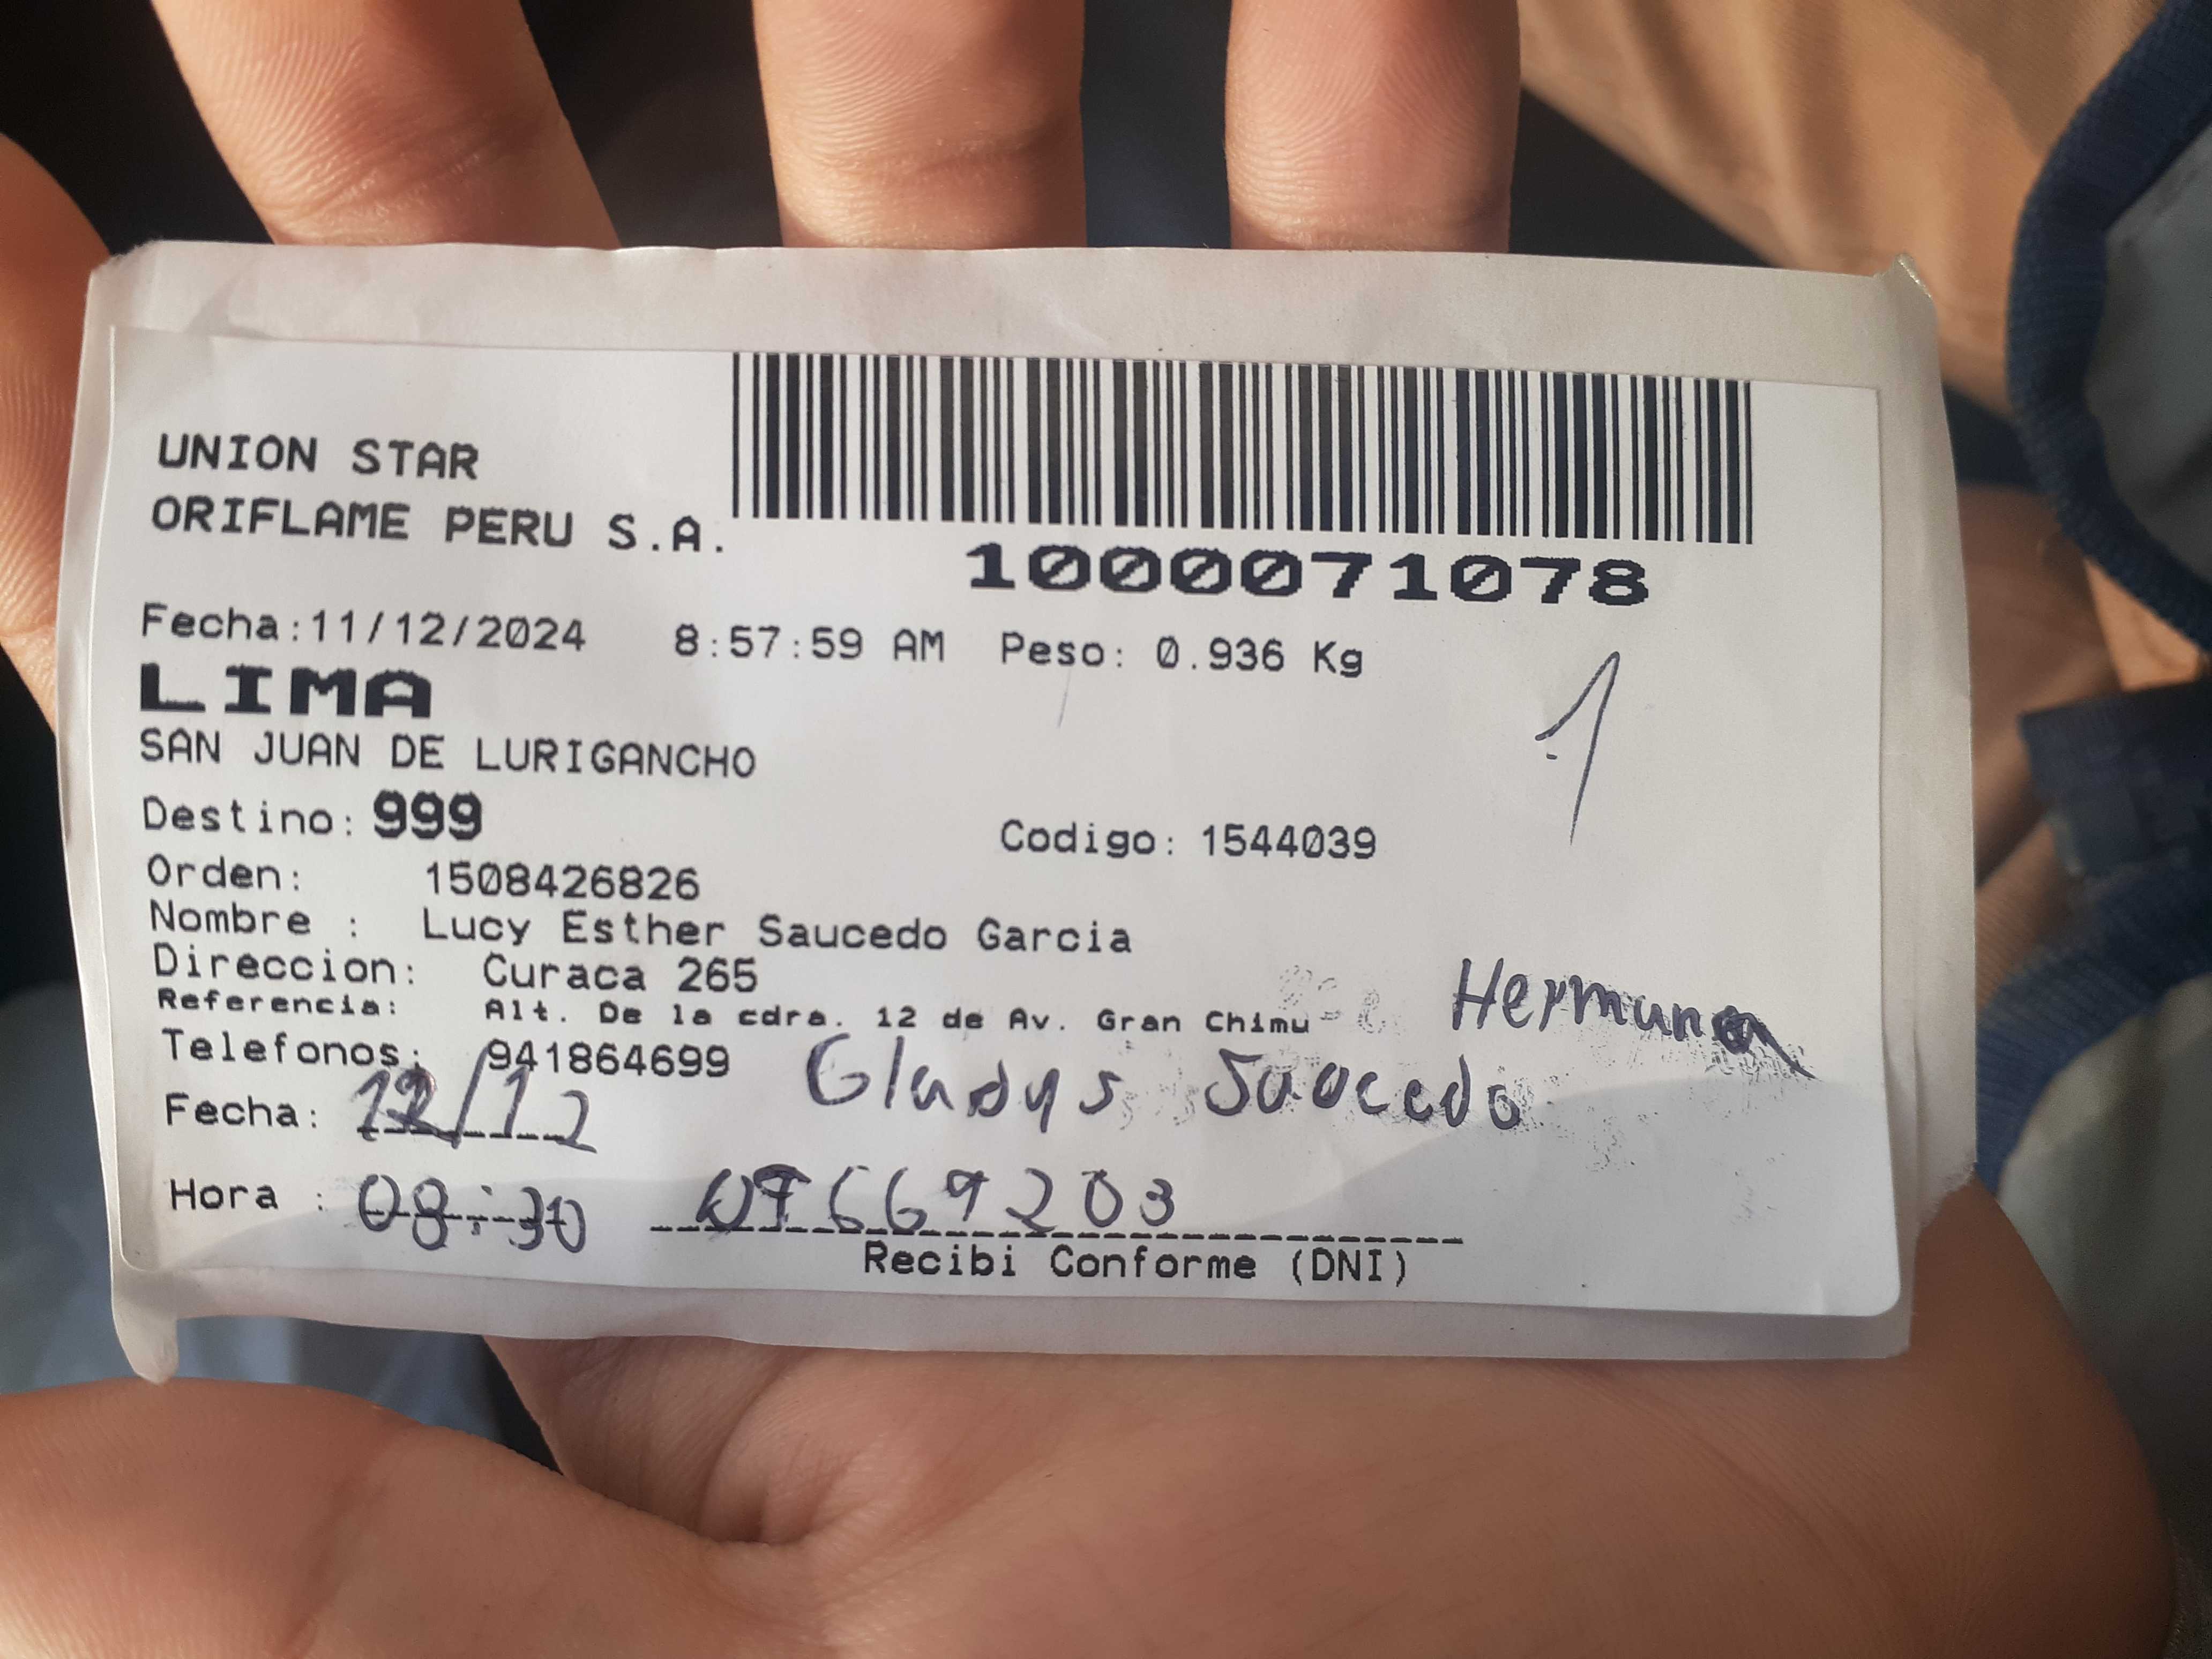 UNION STAR
ORIFLAME PERU S.A.
1000071078
Fecha:11/12/2024 8:57:59 AM Peso: 0.936 Kg
LIMA
1
SAN JUAN DE LURIGANCHO
Destino: 999 Codigo: 1544039
Orden: 1508426826
Nombre : Lucy Esther Saucedo Garcia
Direccion: Curaca 265
Hermana
Referencia: Alt. De la cdra. 12 de Av. Gran Chimu
Telefonos: 941864699
Gladys Saucedo
Fecha: 12/12
Hora : 08:30 09669203
Recibi Conforme (DNI)